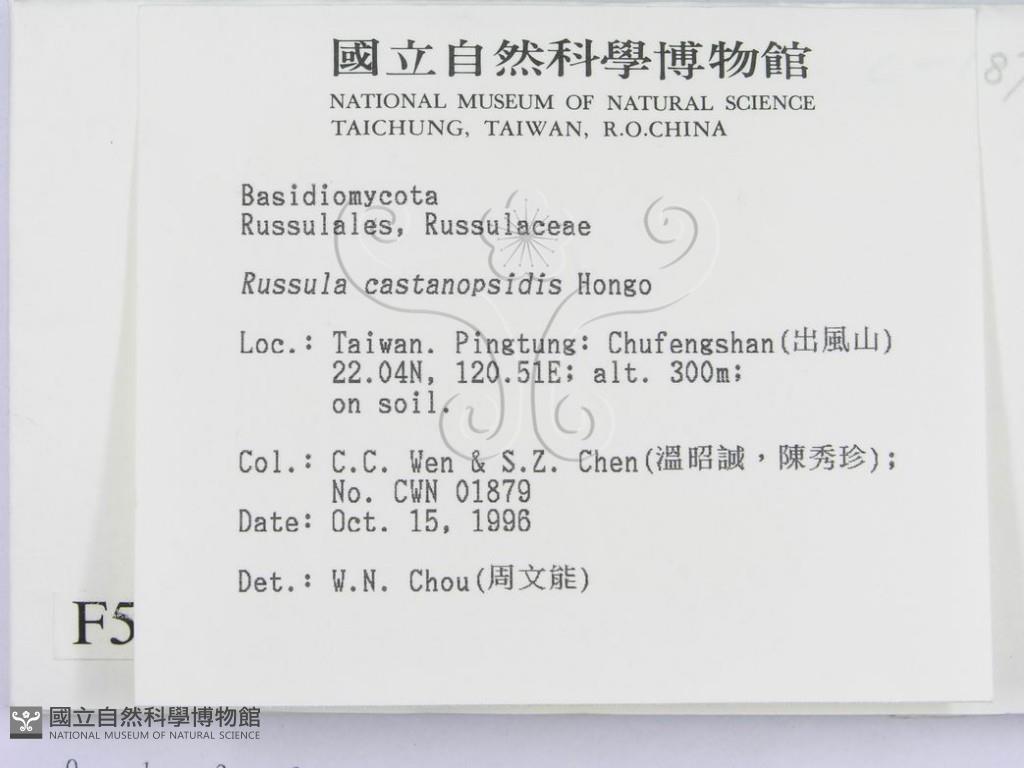 國立自然科學博物館
NATIONAL MUSEUM OF NATURAL SCIENCE
TAICHUNG, TAIWAN, R.O.CHINA
87
Basidiomycota
Russulales, Russulaceae
Russula castanopsidis Hongo
Loc.: Taiwan. Pingtung: Chufengshan(出風山)
22.04N, 120.51E; alt. 300m;
on soil.
Col.: C.C. Wen & S.Z. Chen(溫昭誠，陳秀珍);
No. CWN 01879
Date: Oct. 15, 1996
Det.: W.N. Chou(周文能)
F5
國立自然科學博物館
NATIONAL MUSEUM OF NATURAL SCIENCE